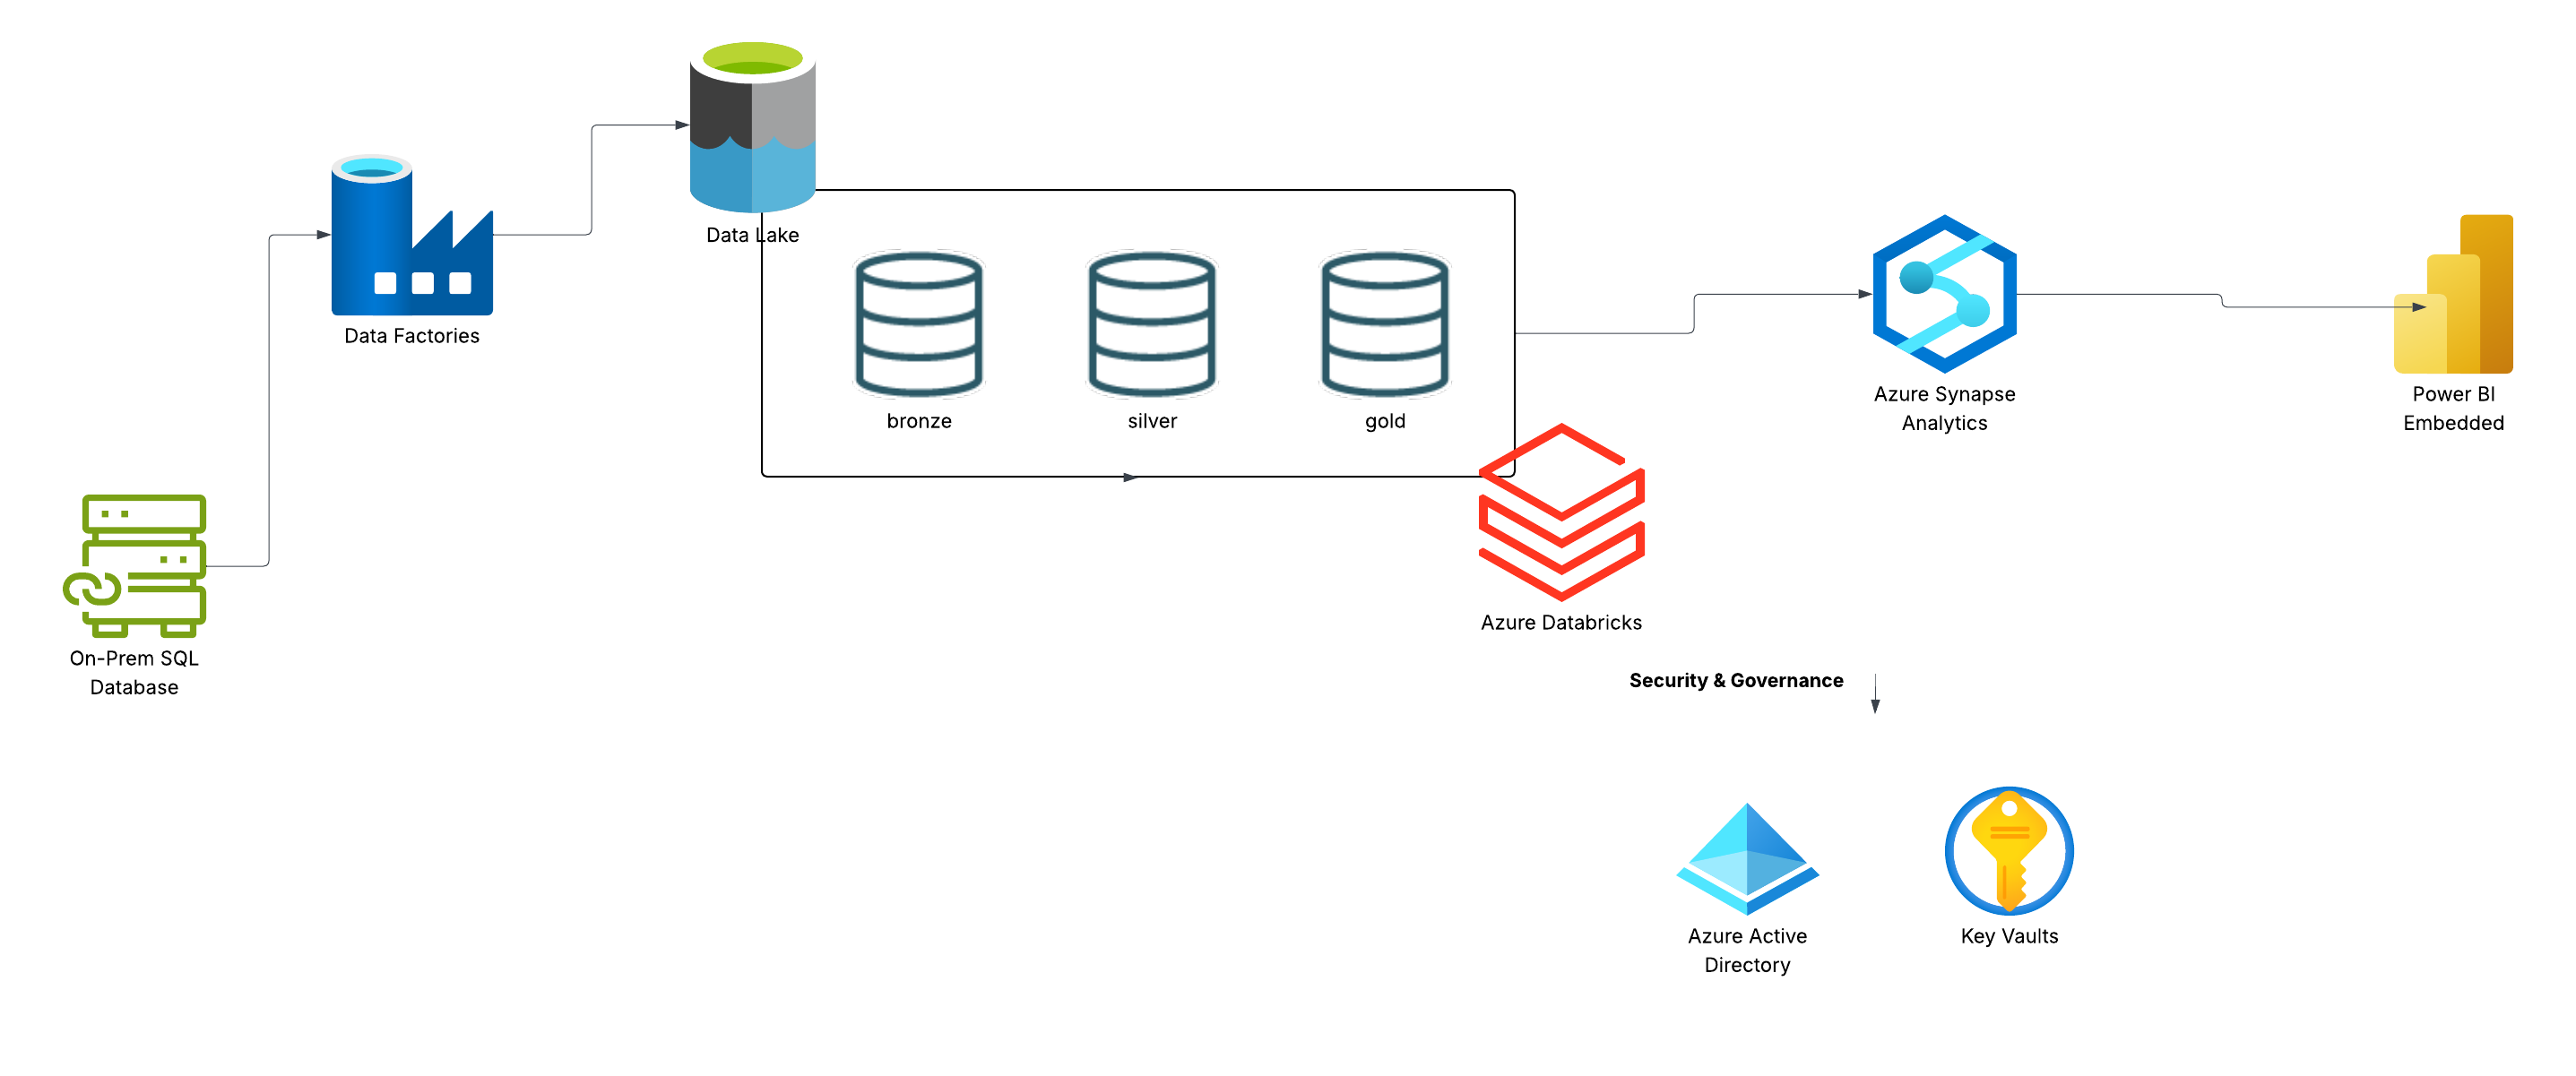 Data Lake
Data Factories
bronze
silver
gold
Azure Synapse
Analytics
Power BI
Embedded
Azure Databricks
On-Prem SQL
Database
Security & Governance
Azure Active
Directory
Key Vaults